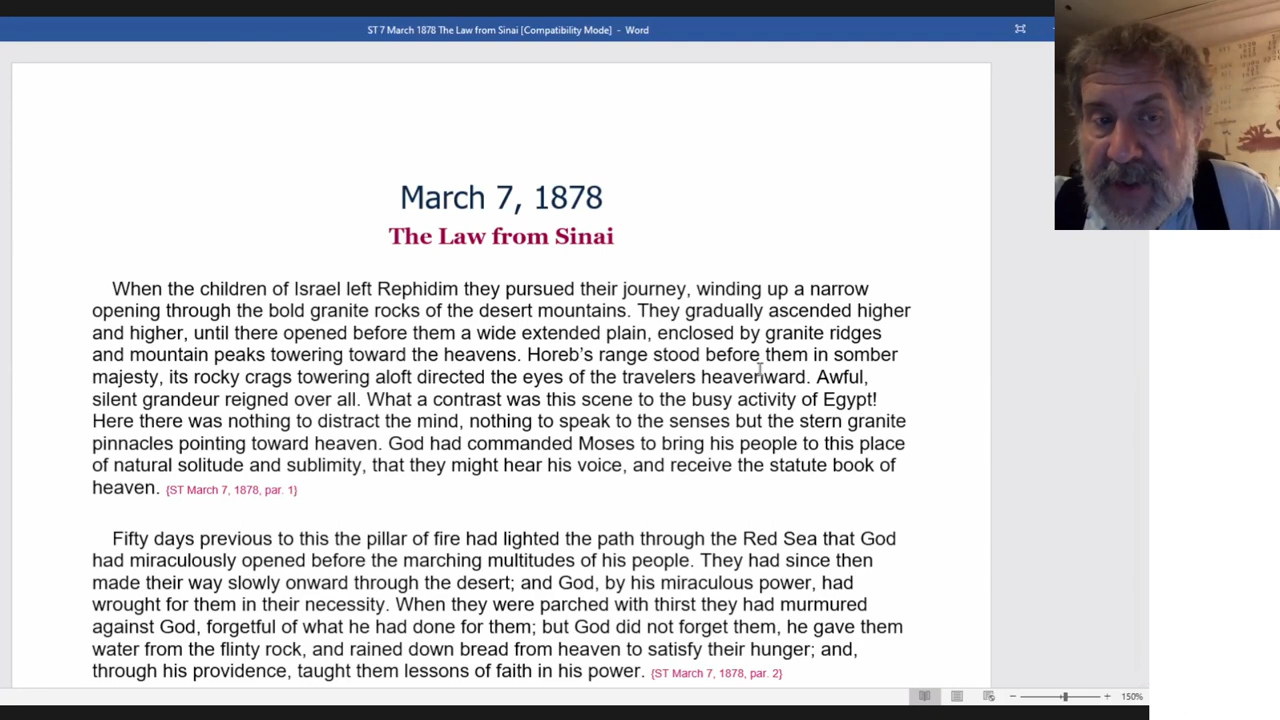 ST 7 March 1878 The Law from Sinai [Compatibility Mode] - Word
March 7, 1878
The Law from Sinai
When the children of Israel left Rephidim they pursued their journey, winding up a narrow
opening through the bold granite rocks of the desert mountains. They gradually ascended higher
and higher, until there opened before them a wide extended plain, enclosed by granite ridges
and mountain peaks towering toward the heavens. Horeb's range stood before them in somber
majesty, its rocky crags towering aloft directed the eyes of the travelers heavenward. Awful,
silent grandeur reigned over all. What a contrast was this scene to the busy activity of Egypt!
Here there was nothing to distract the mind, nothing to speak to the senses but the stern granite
pinnacles pointing toward heaven. God had commanded Moses to bring his people to this place
of natural solitude and sublimity, that they might hear his voice, and receive the statute book of
heaven. {ST March 7, 1878, par. 1}
Fifty days previous to this the pillar of fire had lighted the path through the Red Sea that God
had miraculously opened before the marching multitudes of his people. They had since then
made their way slowly onward through the desert; and God, by his miraculous power, had
wrought for them in their necessity. When they were parched with thirst they had murmured
against God, forgetful of what he had done for them; but God did not forget them, he gave them
water from the flinty rock, and rained down bread from heaven to satisfy their hunger; and,
through his providence, taught them lessons of faith in his power. {ST March 7, 1878, par. 2}
150%